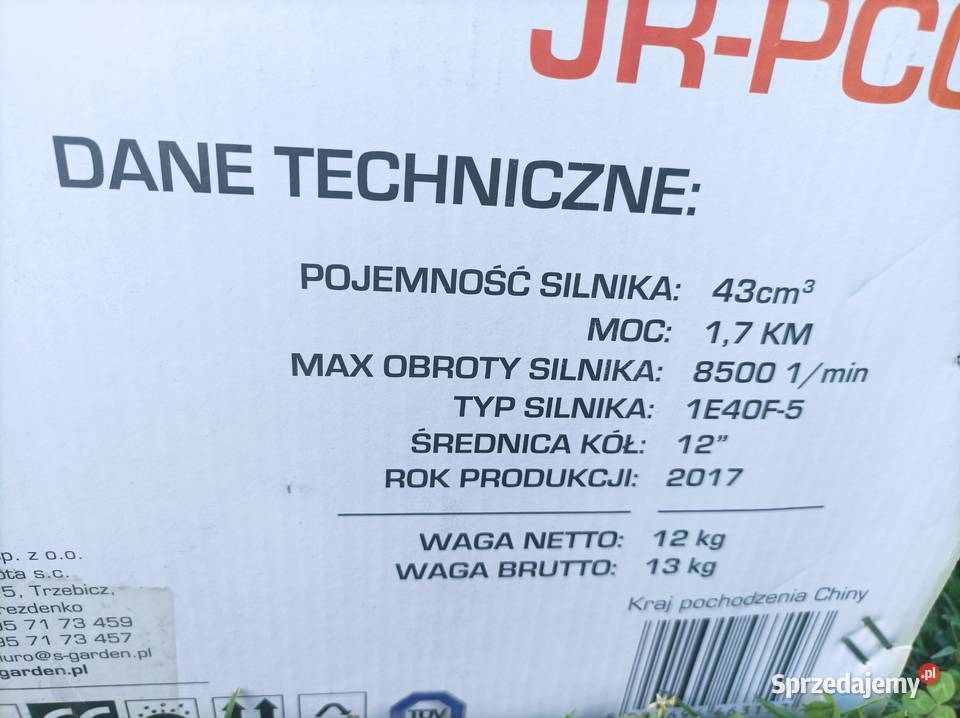 JR-PC
DANE TECHNICZNE:
POJEMNOŚĆ SILNIKA: 43cm³
MOC: 1,7 KM
MAX OBROTY SILNIKA: 8500 1/min
TYP SILNIKA: 1E40F-5
ŚREDNICA KÓŁ: 12”
ROK PRODUKCJI: 2017
WAGA NETTO: 12 kg
WAGA BRUTTO: 13 kg
Kraj pochodzenia Chiny
p. z o.o.
ota s.c.
5, Trzebicz,
rezdenko
95 71 73 459
95 71 73 457
iuro@s-garden.pl
garden.pl
Sprzedajemy.pl